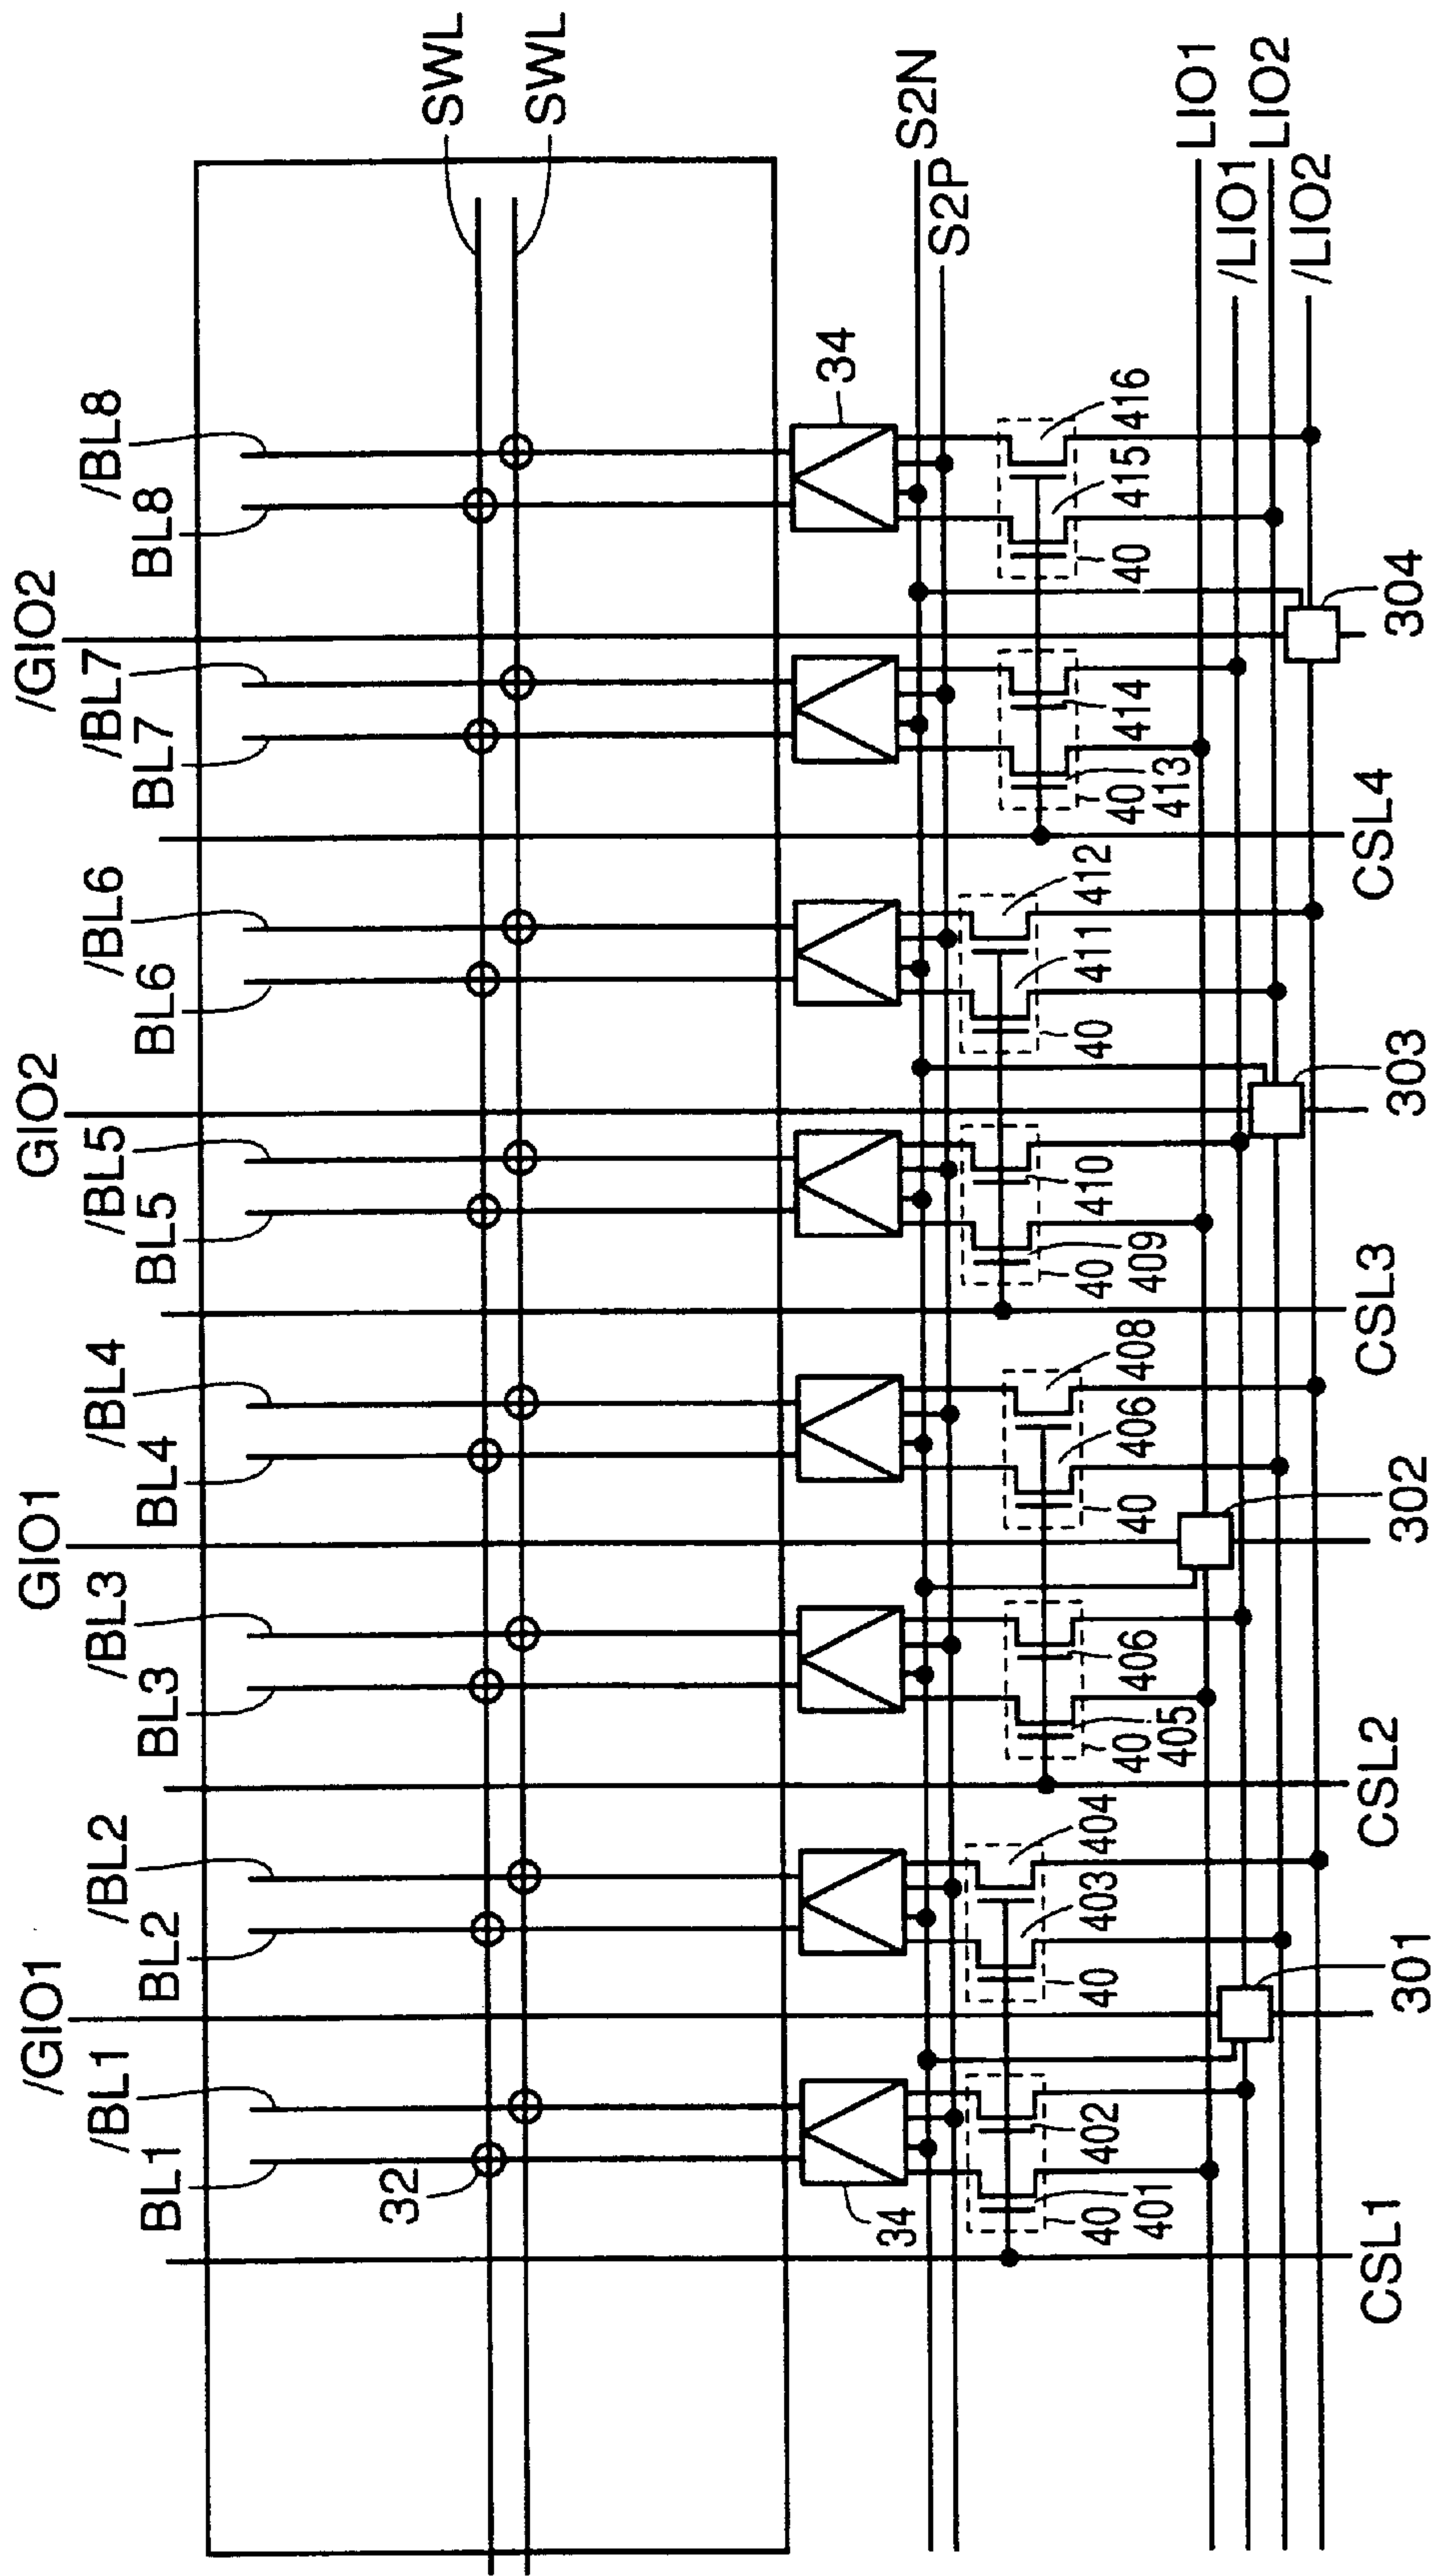 /GIO1
GIO1
GIO2
/GIO2
/BL1
/BL2
/BL3
/BL4
/BL5
/BL6
/BL7
/BL8
BL1
BL2
BL3
BL4
BL5
BL6
BL7
BL8
SWL
SWL
32
34
34
S2N
S2P
40
401
402
40
403
404
40
405
406
40
406
408
40
409
410
40
411
412
40
413
414
40
415
416
LIO1
/LIO1
LIO2
/LIO2
CSL1
CSL2
CSL3
CSL4
301
302
303
304